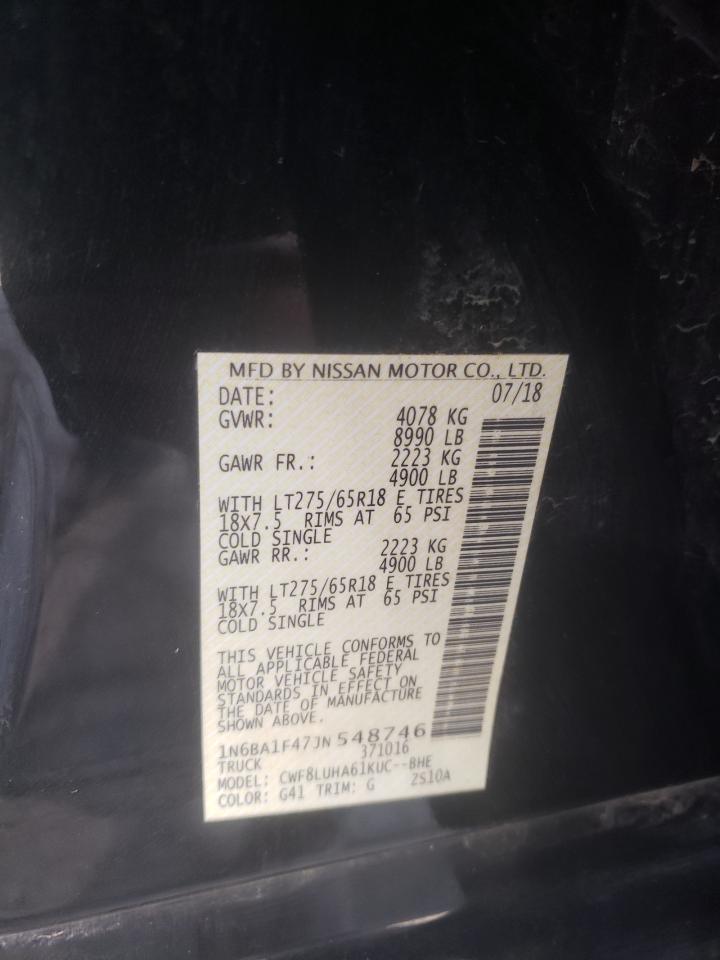 MFD BY NISSAN MOTOR CO., LTD.
DATE: 07/18
GVWR: 4078 KG
8990 LB
GAWR FR.: 2223 KG
4900 LB
WITH LT275/65R18 E TIRES
18X7.5 RIMS AT 65 PSI
COLD SINGLE
GAWR RR.: 2223 KG
4900 LB
WITH LT275/65R18 E TIRES
18X7.5 RIMS AT 65 PSI
COLD SINGLE
THIS VEHICLE CONFORMS TO
ALL APPLICABLE FEDERAL
MOTOR VEHICLE SAFETY
STANDARDS IN EFFECT ON
THE DATE OF MANUFACTURE
SHOWN ABOVE.
1N6BA1F47JN548746
TRUCK 371016
MODEL: CWF8LUHA61KUC--BHE
COLOR: G41 TRIM: G 2S10A